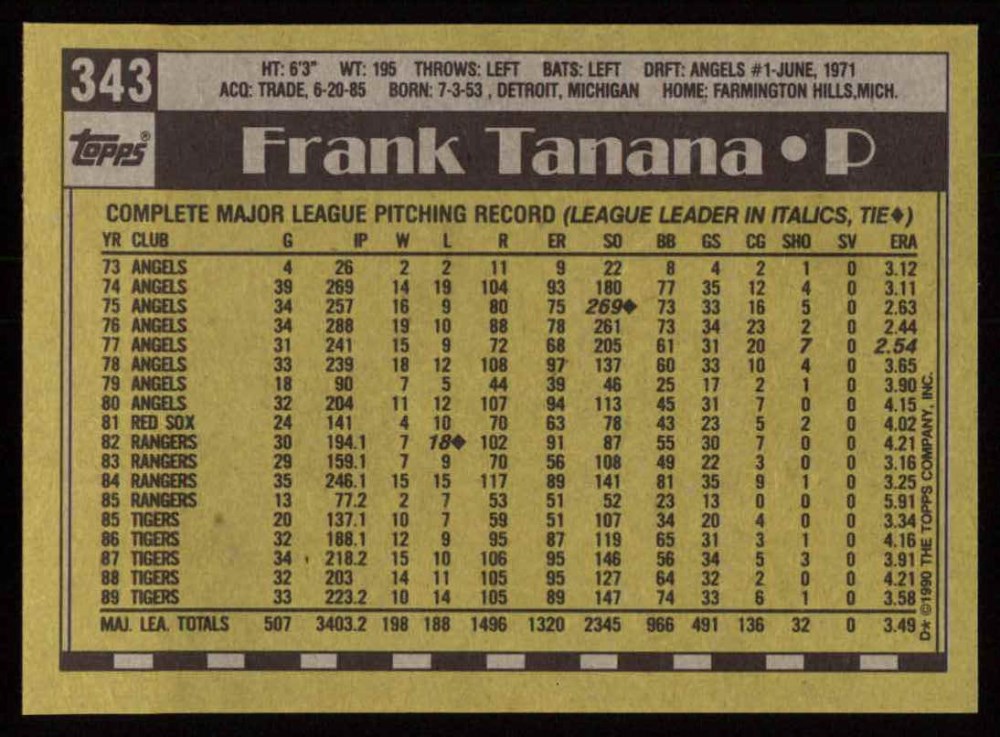 343
HT: 6'3" WT: 195 THROWS: LEFT BATS: LEFT DRFT: ANGELS #1-JUNE, 1971
ACQ: TRADE, 6-20-85 BORN: 7-3-53 , DETROIT, MICHIGAN HOME: FARMINGTON HILLS,MICH.
TOPPS®
Frank Tanana • P
COMPLETE MAJOR LEAGUE PITCHING RECORD (LEAGUE LEADER IN ITALICS, TIE♦)
YR CLUB G IP W L R ER SO BB GS CG SHO SV ERA
73 ANGELS 4 26 2 2 11 9 22 8 4 2 1 0 3.12
74 ANGELS 39 269 14 19 104 93 180 77 35 12 4 0 3.11
75 ANGELS 34 257 16 9 80 75 269♦ 73 33 16 5 0 2.63
76 ANGELS 34 288 19 10 88 78 261 73 34 23 2 0 2.44
77 ANGELS 31 241 15 9 72 68 205 61 31 20 7 0 2.54
78 ANGELS 33 239 18 12 108 97 137 60 33 10 4 0 3.65
79 ANGELS 18 90 7 5 44 39 46 25 17 2 1 0 3.90
80 ANGELS 32 204 11 12 107 94 113 45 31 7 0 0 4.15
81 RED SOX 24 141 4 10 70 63 78 43 23 5 2 0 4.02
82 RANGERS 30 194.1 7 18♦ 102 91 87 55 30 7 0 0 4.21
83 RANGERS 29 159.1 7 9 70 56 108 49 22 3 0 0 3.16
84 RANGERS 35 246.1 15 15 117 89 141 81 35 9 1 0 3.25
85 RANGERS 13 77.2 2 7 53 51 52 23 13 0 0 0 5.91
85 TIGERS 20 137.1 10 7 59 51 107 34 20 4 0 0 3.34
86 TIGERS 32 188.1 12 9 95 87 119 65 31 3 1 0 4.16
87 TIGERS 34 218.2 15 10 106 95 146 56 34 5 3 0 3.91
88 TIGERS 32 203 14 11 105 95 127 64 32 2 0 0 4.21
89 TIGERS 33 223.2 10 14 105 89 147 74 33 6 1 0 3.58
MAJ. LEA. TOTALS 507 3403.2 198 188 1496 1320 2345 966 491 136 32 0 3.49
D* ©1990 THE TOPPS COMPANY, INC.